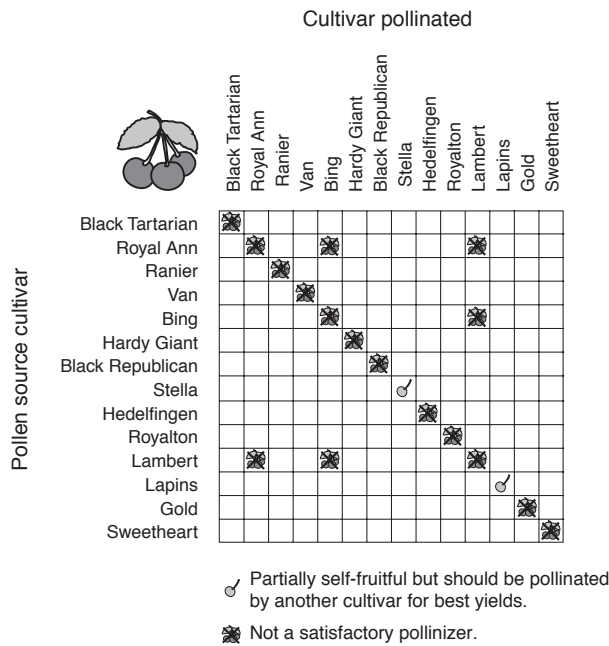 Cultivar pollinated
Black Tartarian
Royal Ann
Ranier
Van
Bing
Hardy Giant
Black Republican
Stella
Hedelfingen
Royalton
Lambert
Lapins
Gold
Sweetheart
Pollen source cultivar
Black Tartarian
Royal Ann
Ranier
Van
Bing
Hardy Giant
Black Republican
Stella
Hedelfingen
Royalton
Lambert
Lapins
Gold
Sweetheart
Partially self-fruitful but should be pollinated
by another cultivar for best yields.
Not a satisfactory pollinizer.